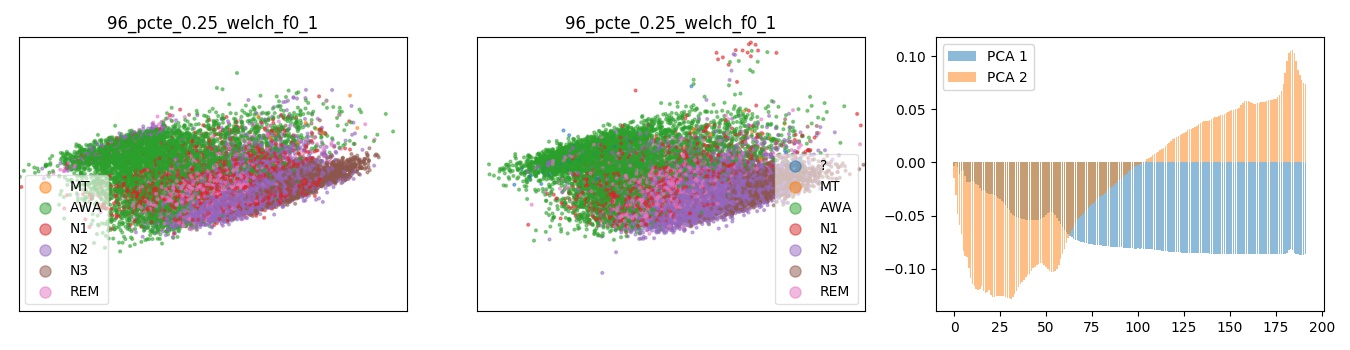 96_pcte_0.25_welch_f0_1
MT
AWA
N1
N2
N3
REM
96_pcte_0.25_welch_f0_1
?
MT
AWA
N1
N2
N3
REM
PCA 1
PCA 2
0.10
0.05
0.00
−0.05
−0.10
0 25 50 75 100 125 150 175 200